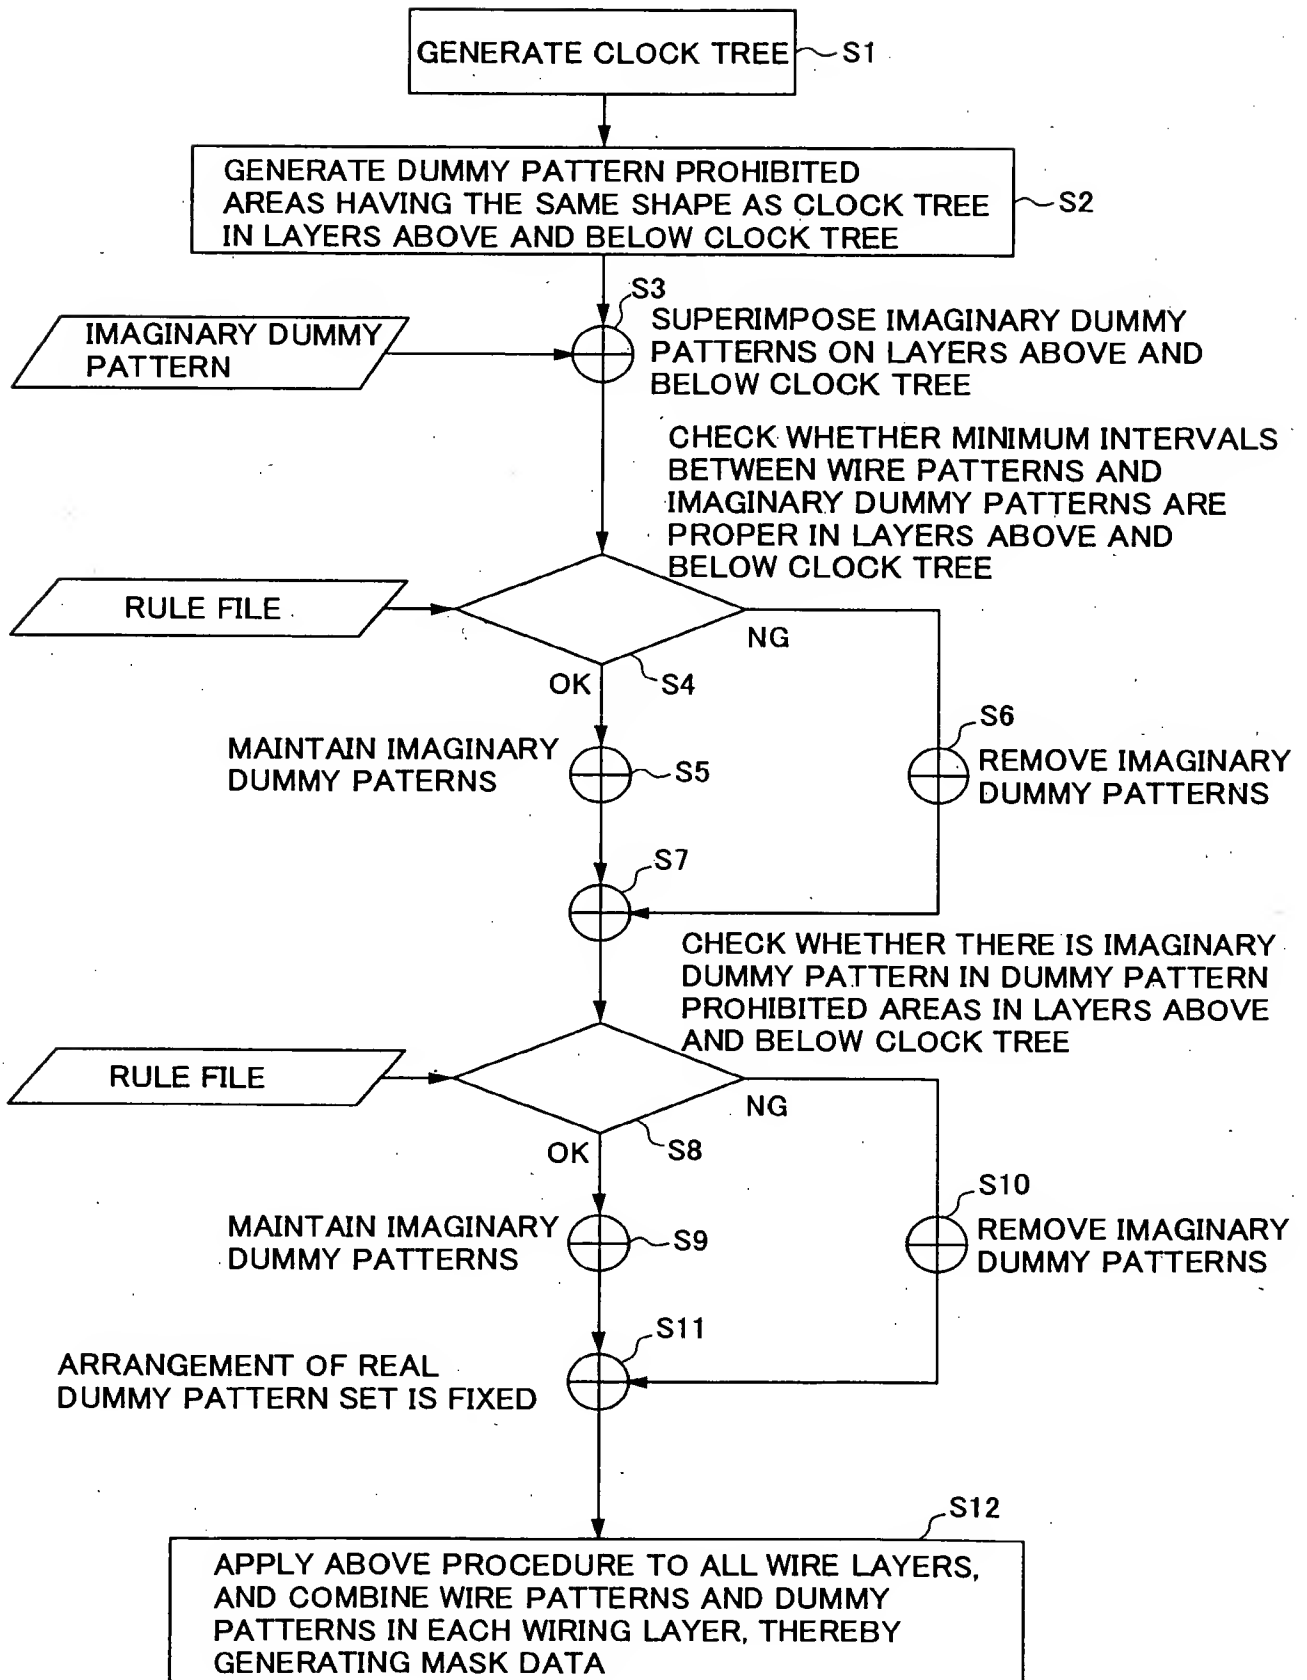 GENERATE CLOCK TREE
S1
GENERATE DUMMY PATTERN PROHIBITED
AREAS HAVING THE SAME SHAPE AS CLOCK TREE
IN LAYERS ABOVE AND BELOW CLOCK TREE
S2
S3
IMAGINARY DUMMY
PATTERN
SUPERIMPOSE IMAGINARY DUMMY
PATTERNS ON LAYERS ABOVE AND
BELOW CLOCK TREE
CHECK WHETHER MINIMUM INTERVALS
BETWEEN WIRE PATTERNS AND
IMAGINARY DUMMY PATTERNS ARE
PROPER IN LAYERS ABOVE AND
BELOW CLOCK TREE
RULE FILE
NG
S4
OK
MAINTAIN IMAGINARY
DUMMY PATERNS
S5
S6
REMOVE IMAGINARY
DUMMY PATTERNS
S7
CHECK WHETHER THERE IS IMAGINARY
DUMMY PATTERN IN DUMMY PATTERN
PROHIBITED AREAS IN LAYERS ABOVE
AND BELOW CLOCK TREE
RULE FILE
NG
S8
OK
MAINTAIN IMAGINARY
DUMMY PATTERNS
S9
S10
REMOVE IMAGINARY
DUMMY PATTERNS
S11
ARRANGEMENT OF REAL
DUMMY PATTERN SET IS FIXED
S12
APPLY ABOVE PROCEDURE TO ALL WIRE LAYERS,
AND COMBINE WIRE PATTERNS AND DUMMY
PATTERNS IN EACH WIRING LAYER, THEREBY
GENERATING MASK DATA